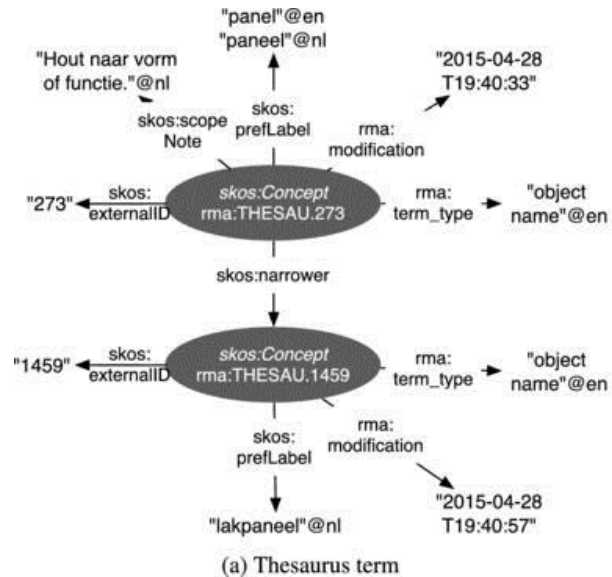 "panel"@en
"paneel"@nl
"Hout naar vorm
of functie."@nl
"2015-04-28
T19:40:33"
skos:scope
Note
skos:
prefLabel
rma:
modification
"273"
skos:
externalID
skos:Concept
rma:THESAU.273
rma:
term_type
"object
name"@en
skos:narrower
"1459"
skos:
externalID
skos:Concept
rma:THESAU.1459
rma:
term_type
"object
name"@en
skos:
prefLabel
rma:
modification
"lakpaneel"@nl
"2015-04-28
T19:40:57"
(a) Thesaurus term